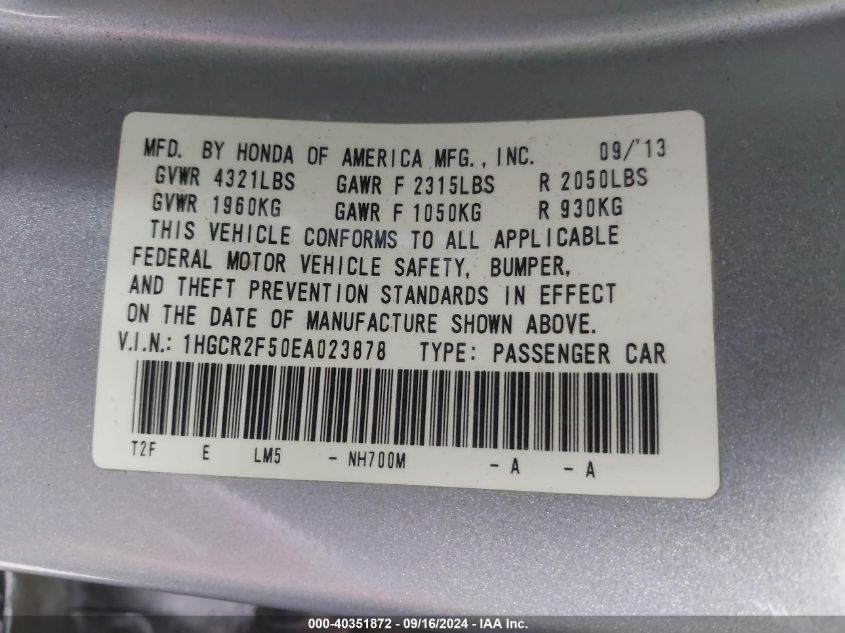 MFD. BY HONDA OF AMERICA MFG., INC. 09/'13
GVWR 4321LBS GAWR F 2315LBS R 2050LBS
GVWR 1960KG GAWR F 1050KG R 930KG
THIS VEHICLE CONFORMS TO ALL APPLICABLE
FEDERAL MOTOR VEHICLE SAFETY, BUMPER,
AND THEFT PREVENTION STANDARDS IN EFFECT
ON THE DATE OF MANUFACTURE SHOWN ABOVE.
V.I.N.: 1HGCR2F50EA023878 TYPE: PASSENGER CAR
T2F E LM5 - NH700M - A - A
000-40351872 / 09/16/2024 - IAA Inc.